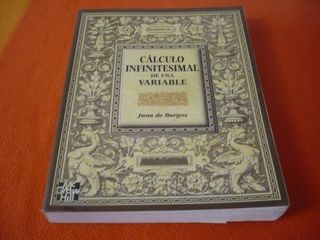 CÁLCULO
INFINITESIMAL
DE UNA
VARIABLE
Juan de Burgos